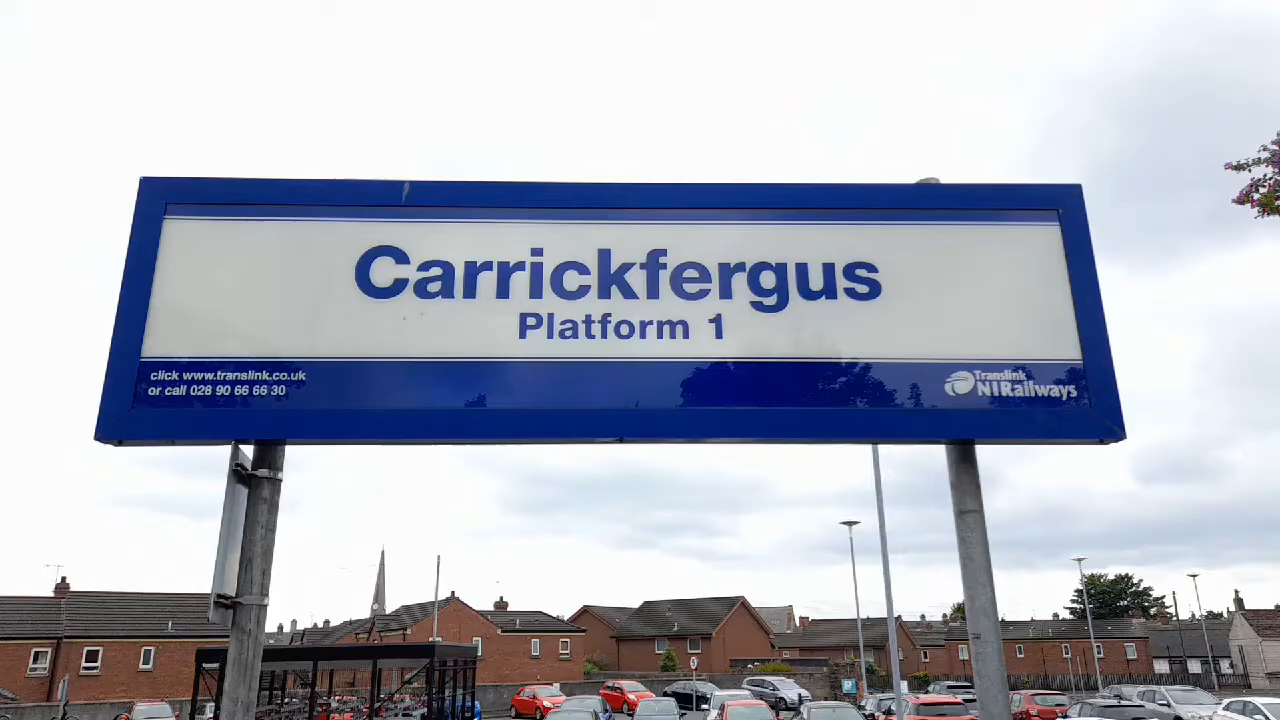 Carrickfergus
Platform 1
click www.translink.co.uk
or call 028 90 66 66 30
Translink
NIRailways